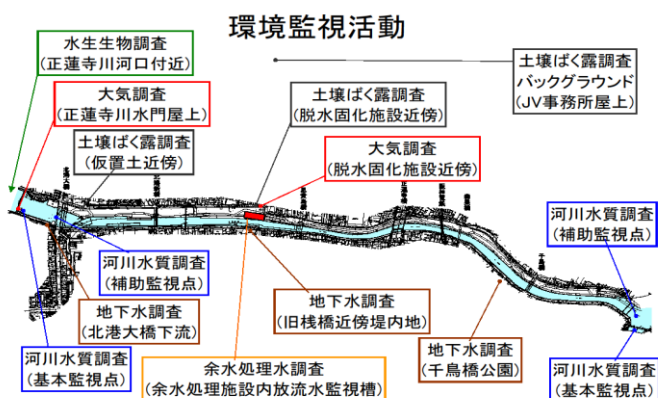 環境監視活動
水生生物調査
(正蓮寺川河口付近)
大気調査
(正蓮寺川水門屋上)
土壌ばく露調査
(仮置土近傍)
土壌ばく露調査
(脱水固化施設近傍)
大気調査
(脱水固化施設近傍)
土壌ばく露調査
バックグラウンド
(JV事務所屋上)
河川水質調査
(補助監視点)
河川水質調査
(補助監視点)
地下水調査
(北港大橋下流)
地下水調査
(旧桟橋近傍堤内地)
地下水調査
(千鳥橋公園)
河川水質調査
(基本監視点)
余水処理水調査
(余水処理施設内放流水監視槽)
河川水質調査
(基本監視点)